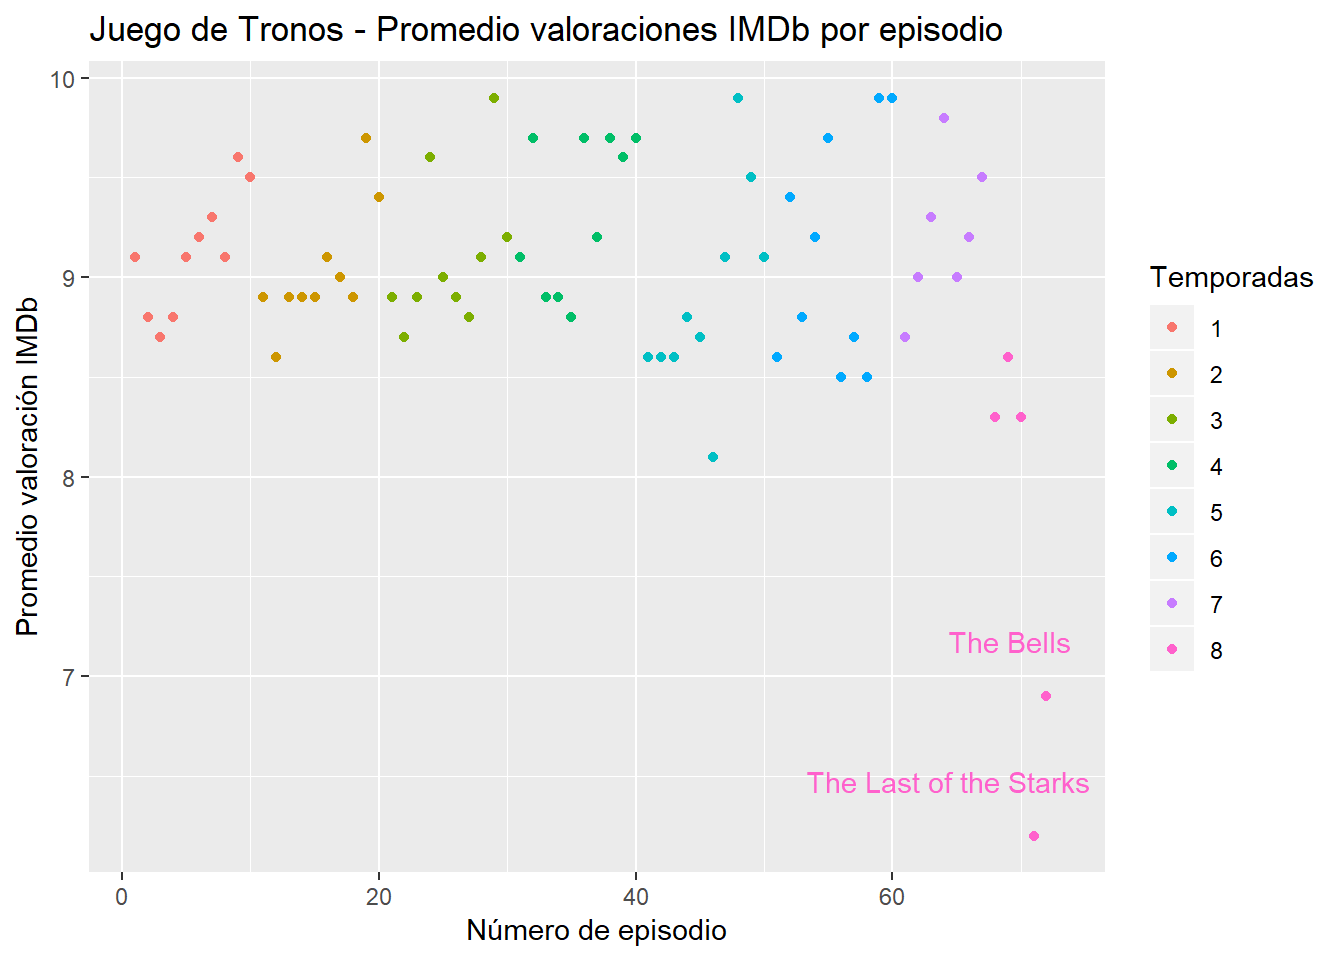 Juego de Tronos - Promedio valoraciones IMDb por episodio
Promedio valoración IMDb
10
9
8
7
The Bells
The Last of the Starks
0 20 40 60
Número de episodio
Temporadas
1
2
3
4
5
6
7
8